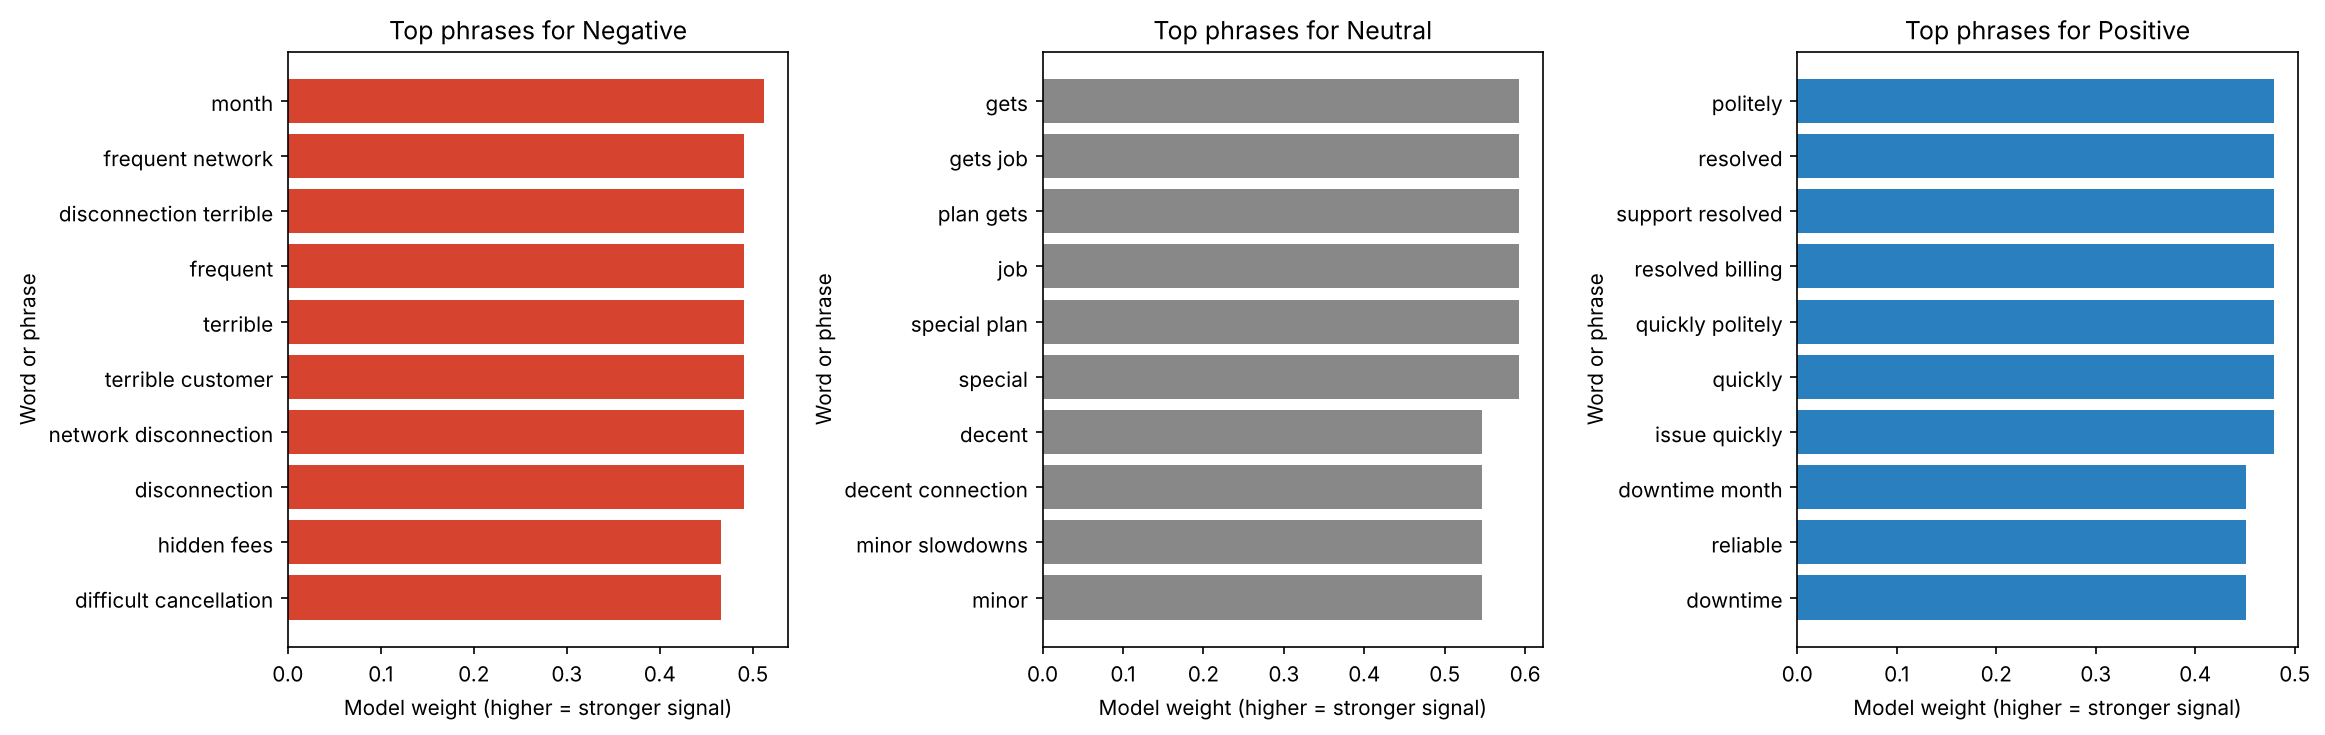 Top phrases for Negative
Word or phrase
month
frequent network
disconnection terrible
frequent
terrible
terrible customer
network disconnection
disconnection
hidden fees
difficult cancellation
0.0 0.1 0.2 0.3 0.4 0.5
Model weight (higher = stronger signal)
Top phrases for Neutral
Word or phrase
gets
gets job
plan gets
job
special plan
special
decent
decent connection
minor slowdowns
minor
0.0 0.1 0.2 0.3 0.4 0.5 0.6
Model weight (higher = stronger signal)
Top phrases for Positive
Word or phrase
politely
resolved
support resolved
resolved billing
quickly politely
quickly
issue quickly
downtime month
reliable
downtime
0.0 0.1 0.2 0.3 0.4 0.5
Model weight (higher = stronger signal)